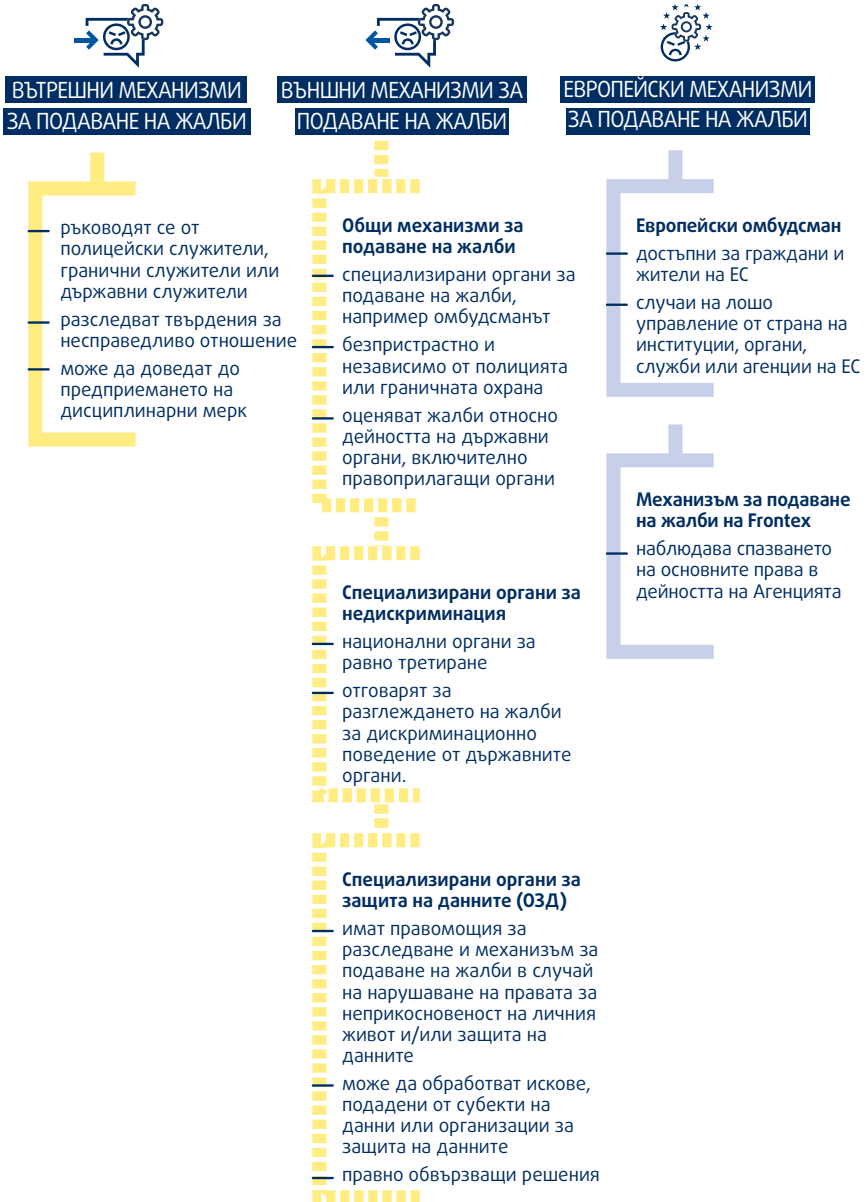 ВЪТРЕШНИ МЕХАНИЗМИ
ЗА ПОДАВАНЕ НА ЖАЛБИ
ръководят се от
полицейски служители,
гранични служители или
държавни служители
разследват твърдения за
несправедливо отношение
може да доведат до
предприемането на
дисциплинарни мерк
ВЪНШНИ МЕХАНИЗМИ ЗА
ПОДАВАНЕ НА ЖАЛБИ
Общи механизми за
подаване на жалби
специализирани органи за
подаване на жалби,
например омбудсманът
безпристрастно и
независимо от полицията
или граничната охрана
оценяват жалби относно
дейността на държавни
органи, включително
правоприлагащи органи
Специализирани органи за
недискриминация
национални органи за
равно третиране
отговарят за
разглеждането на жалби
за дискриминационно
поведение от държавните
органи.
Специализирани органи за
защита на данните (ОЗД)
имат правомощия за
разследване и механизъм за
подаване на жалби в случай
на нарушаване на правата за
неприкосновеност на личния
живот и/или защита на
данните
може да обработват искове,
подадени от субекти на
данни или организации за
защита на данните
правно обвързващи решения
ЕВРОПЕЙСКИ МЕХАНИЗМИ
ЗА ПОДАВАНЕ НА ЖАЛБИ
Европейски омбудсман
достъпни за граждани и
жители на ЕС
случаи на лошо
управление от страна на
институции, органи,
служби или агенции на ЕС
Механизъм за подаване
на жалби на Frontex
наблюдава спазването
на основните права в
дейността на Агенцията